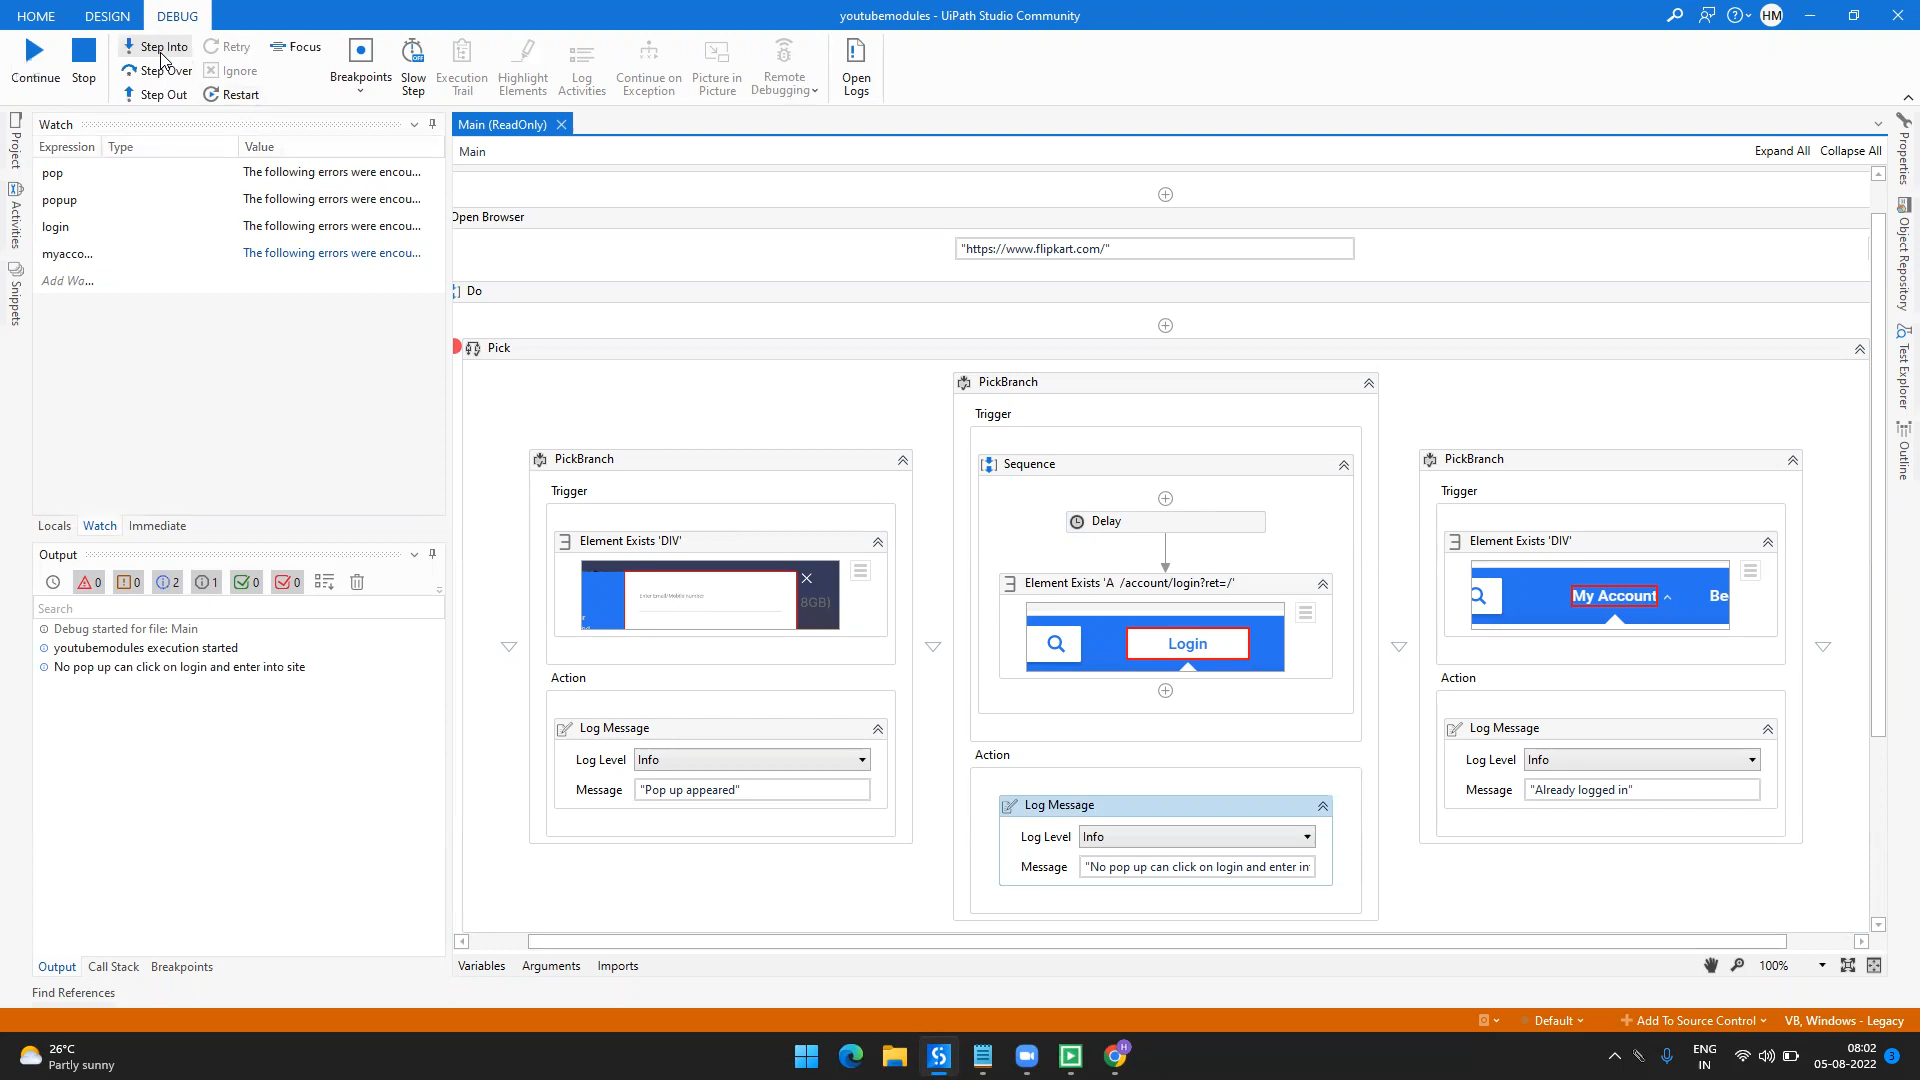 HOME DESIGN DEBUG
youtubemodules - UiPath Studio Community
HM
Continue Stop
Step Into
Step Over
Step Out
Retry
Ignore
Restart
Focus
Breakpoints
Slow Step
Execution Trail
Highlight Elements
Log Activities
Continue on Exception
Picture in Picture
Remote Debugging
Open Logs
Project
Activities
Snippets
Watch
Expression Type Value
pop The following errors were encou...
popup The following errors were encou...
login The following errors were encou...
myacco... The following errors were encou...
Add Wa...
Locals Watch Immediate
Output
0 0 2 1 0 0
Search
Debug started for file: Main
youtubemodules execution started
No pop up can click on login and enter into site
Output Call Stack Breakpoints
Find References
Main (ReadOnly)
Main
Expand All Collapse All
Open Browser
"https://www.flipkart.com/"
Do
Pick
PickBranch
Trigger
Element Exists 'DIV'
Enter Email/Mobile number
8GB)
Action
Log Message
Log Level Info
Message "Pop up appeared"
PickBranch
Trigger
Sequence
Delay
Element Exists 'A /account/login?ret=/'
Login
Action
Log Message
Log Level Info
Message "No pop up can click on login and enter in
PickBranch
Trigger
Element Exists 'DIV'
My Account Be
Action
Log Message
Log Level Info
Message "Already logged in"
Variables Arguments Imports
100%
Properties
Object Repository
Test Explorer
Outline
Default Add To Source Control VB, Windows - Legacy
26°C
Partly sunny
H
ENG
IN
08:02
05-08-2022
3